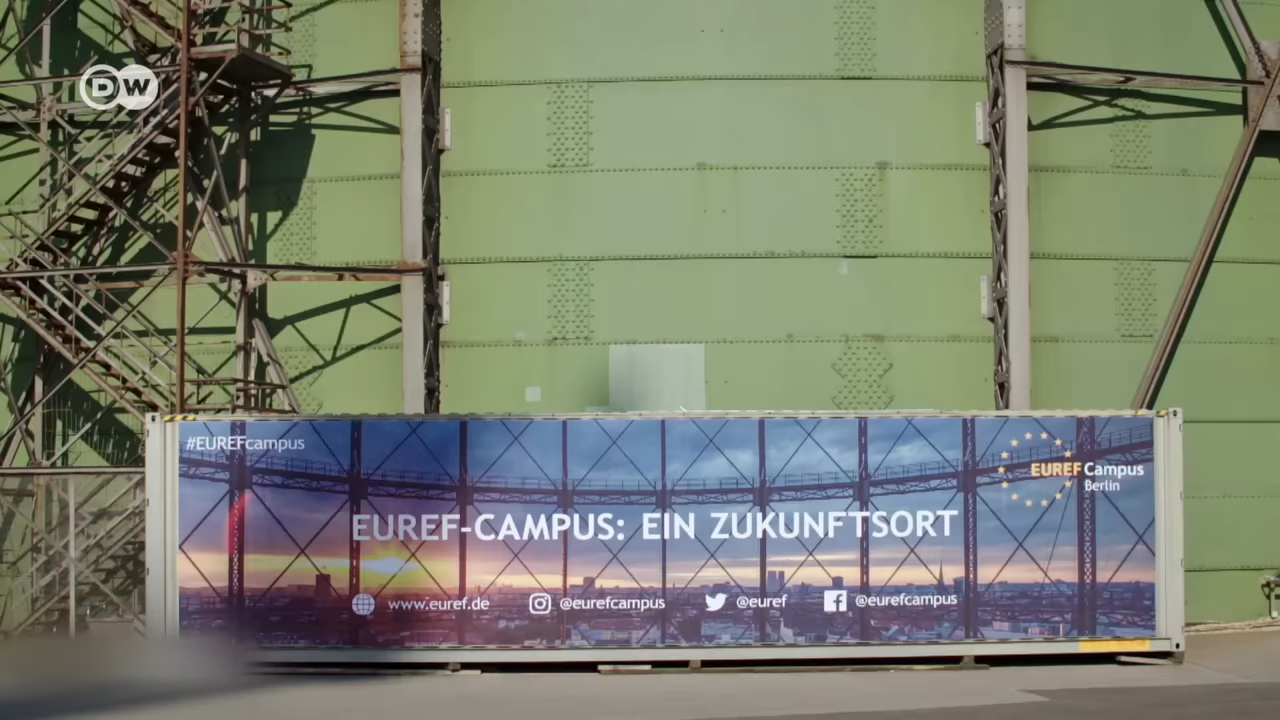 DW
#EUREFcampus
EUREF Campus
Berlin
EUREF-CAMPUS: EIN ZUKUNFTSORT
www.euref.de @eurefcampus @euref @eurefcampus